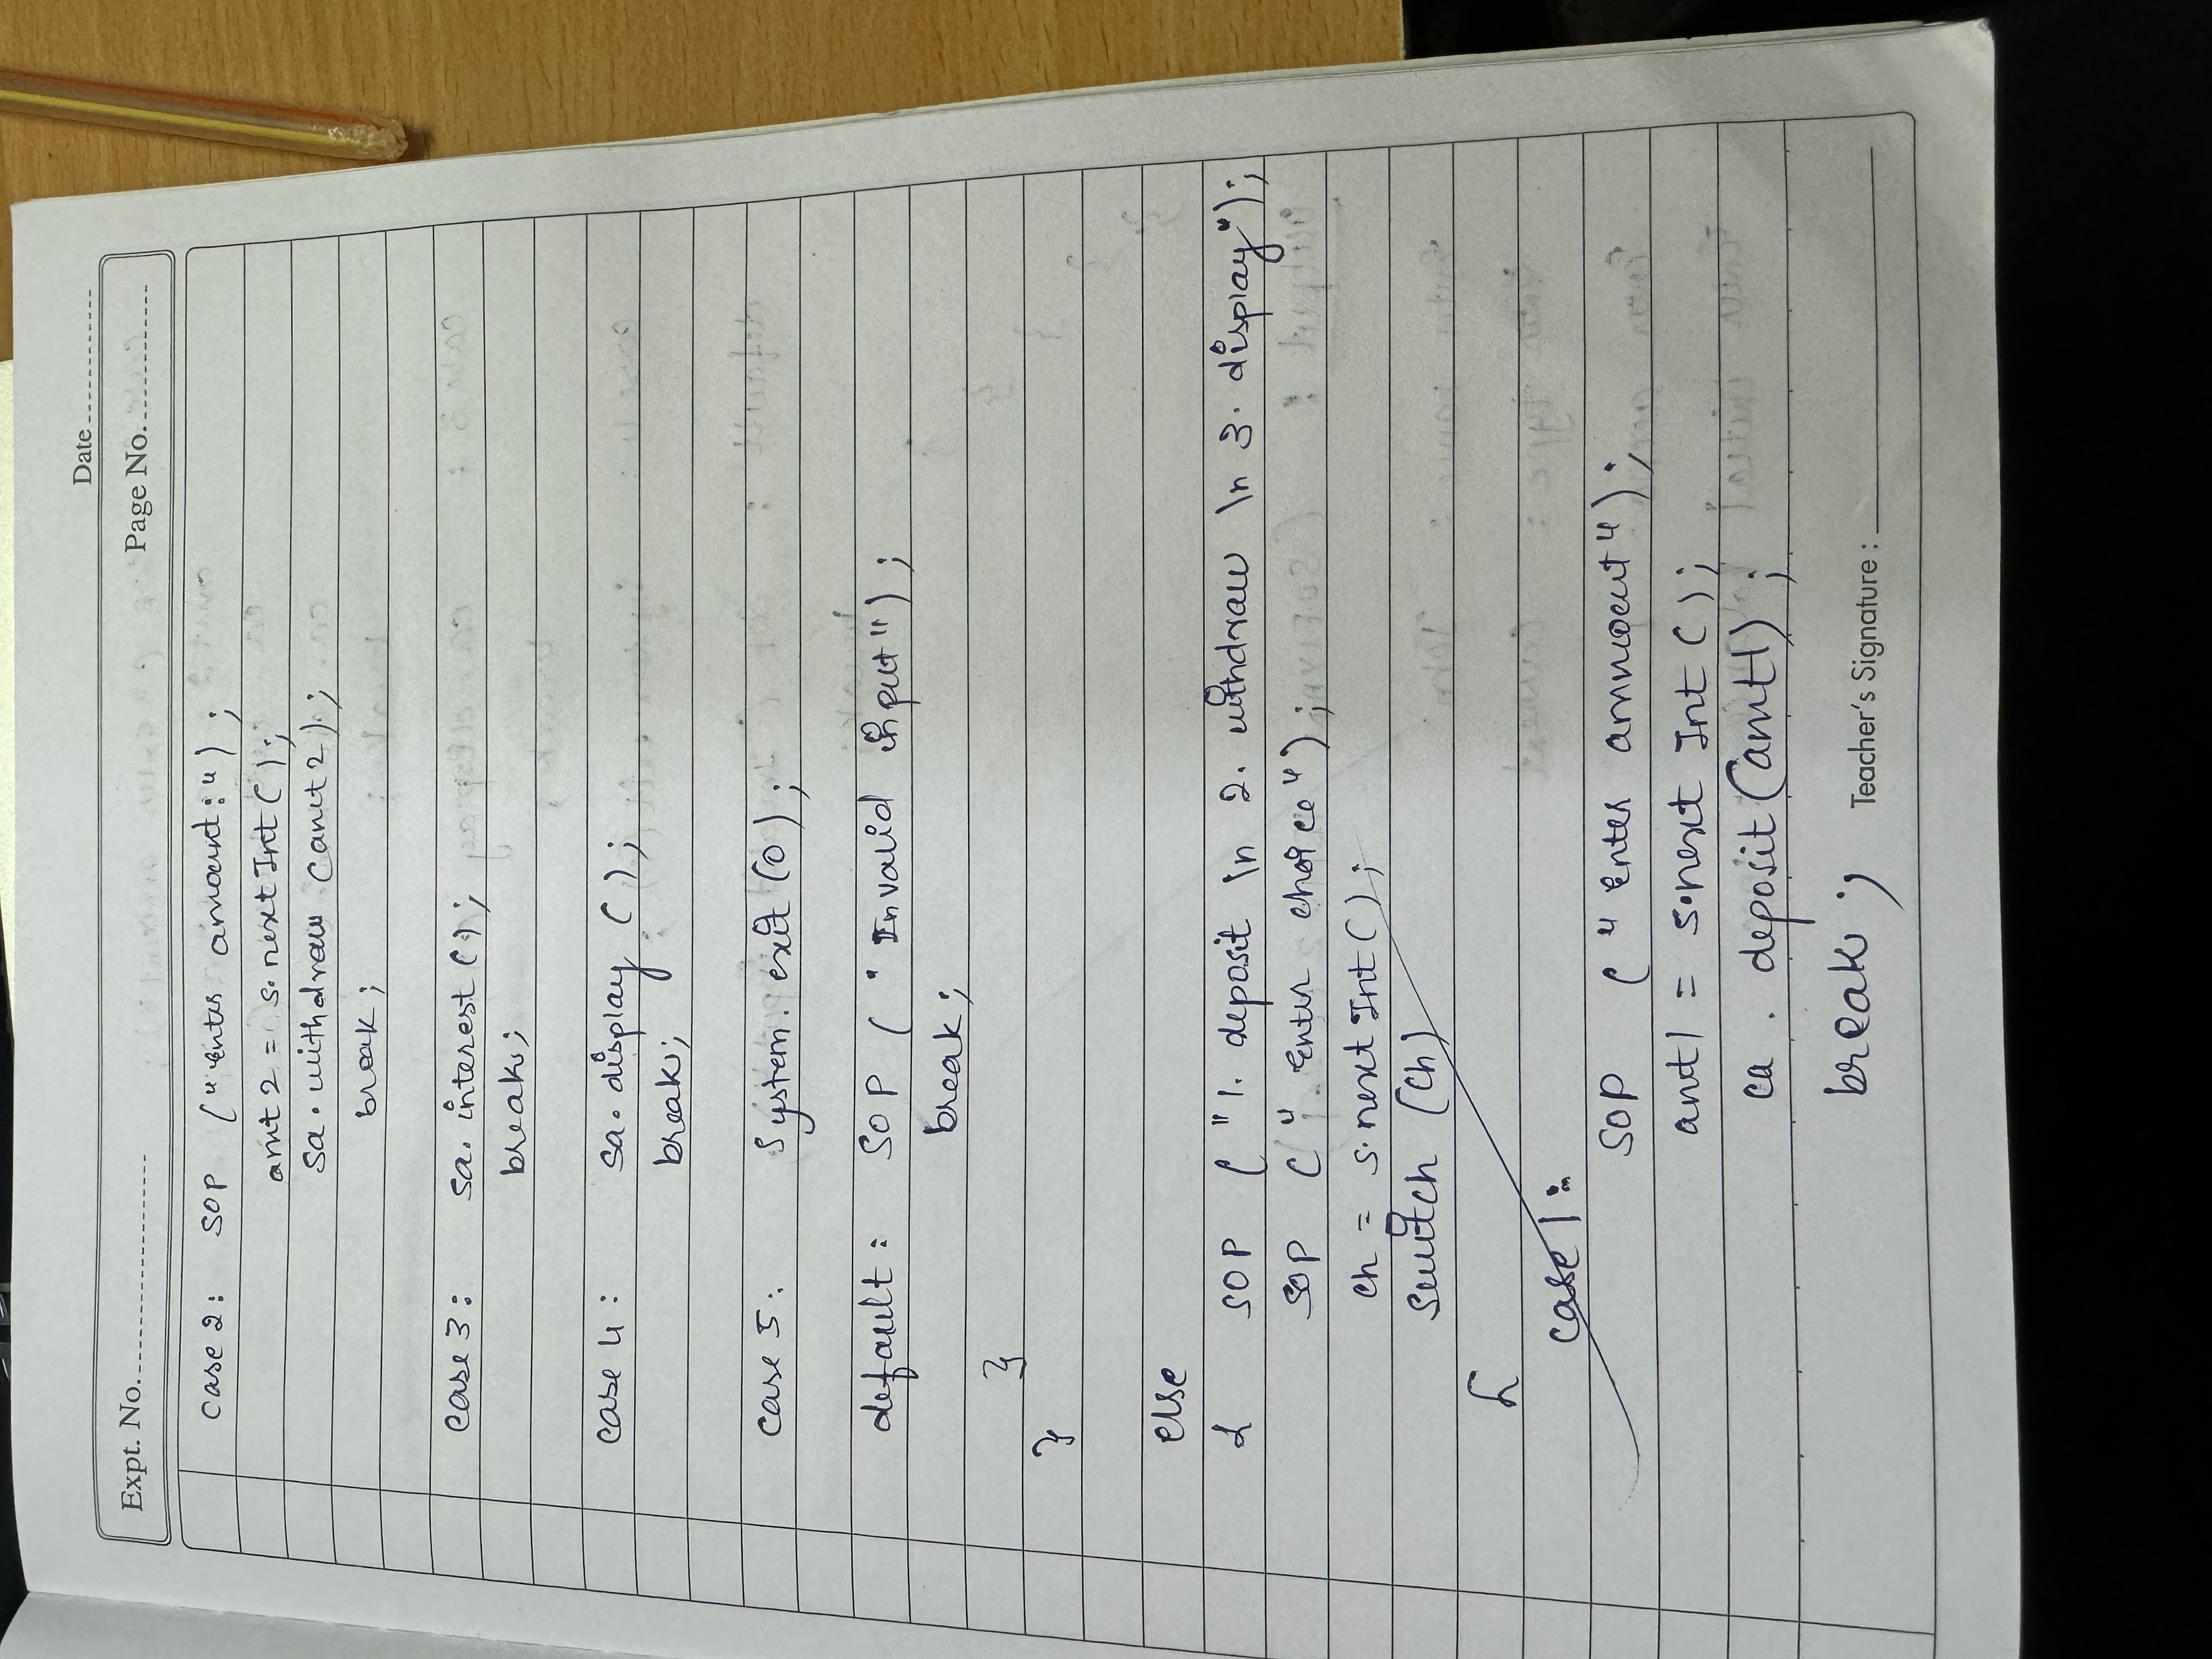 Date
Expt. No.
Page No.
case 2: SOP ("Enter amount:");
amt 2 = s.nextInt();
sa.withdraw (amt 2);
break;
case 3: sa.interest();
break;
case 4: sa.display ();
break;
case 5: System.exit (0);
default: SOP ("Invalid input");
break;
}
}
else
{ SOP ("1. deposit \n 2. withdraw \n 3. display");
SOP ("Enter choice");
ch = s.nextInt();
switch (ch)
{
case 1:
SOP ("Enter ammount");
amt1 = s.next Int ();
ca . deposit (amt1);
break;
Teacher's Signature :